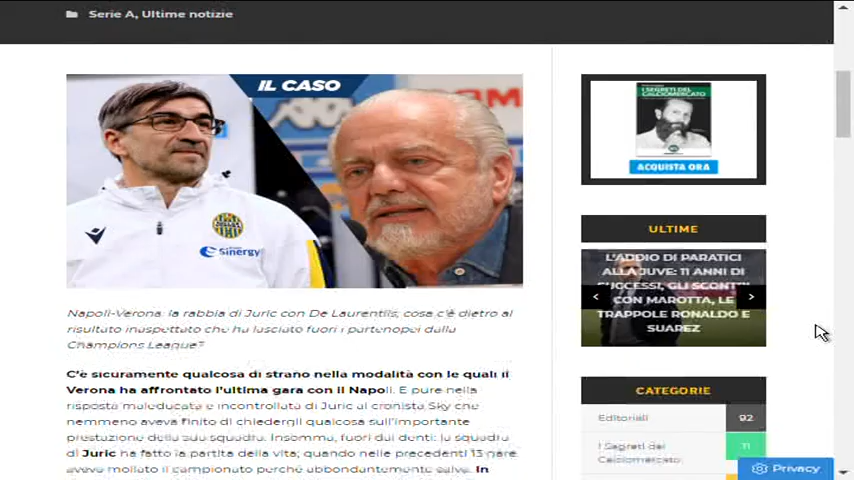 Serie A, Ultime notizie
IL CASO
Sinergy
Napoli-Verona: la rabbia di Juric con De Laurentiis; cosa c'è dietro al
risultato inaspettato che ha lasciato fuori i partenopei dalla
Champions League?
C'è sicuramente qualcosa di strano nella modalità con le quali il
Verona ha affrontato l'ultima gara con il Napoli. E pure nella
risposta maleducata e incontrollata di Juric al cronista Sky che
nemmeno aveva finito di chiedergli qualcosa sull'importante
prestazione della sua squadra. Insomma, fuori dai denti: la squadra
di Juric ha fatto la partita della vita; quando nelle precedenti 13 gare
aveva mollato il campionato perché abbondantemente salva. In
I SEGRETI DEL
CALCIOMERCATO
ACQUISTA ORA
ULTIME
L'ADDIO DI PARATICI
ALLA JUVE: 11 ANNI DI
SUCCESSI, GLI SCONTRI
CON MAROTTA, LE
TRAPPOLE RONALDO E
SUAREZ
CATEGORIE
Editoriali 92
I Segreti del 11
Calciomercato
Privacy